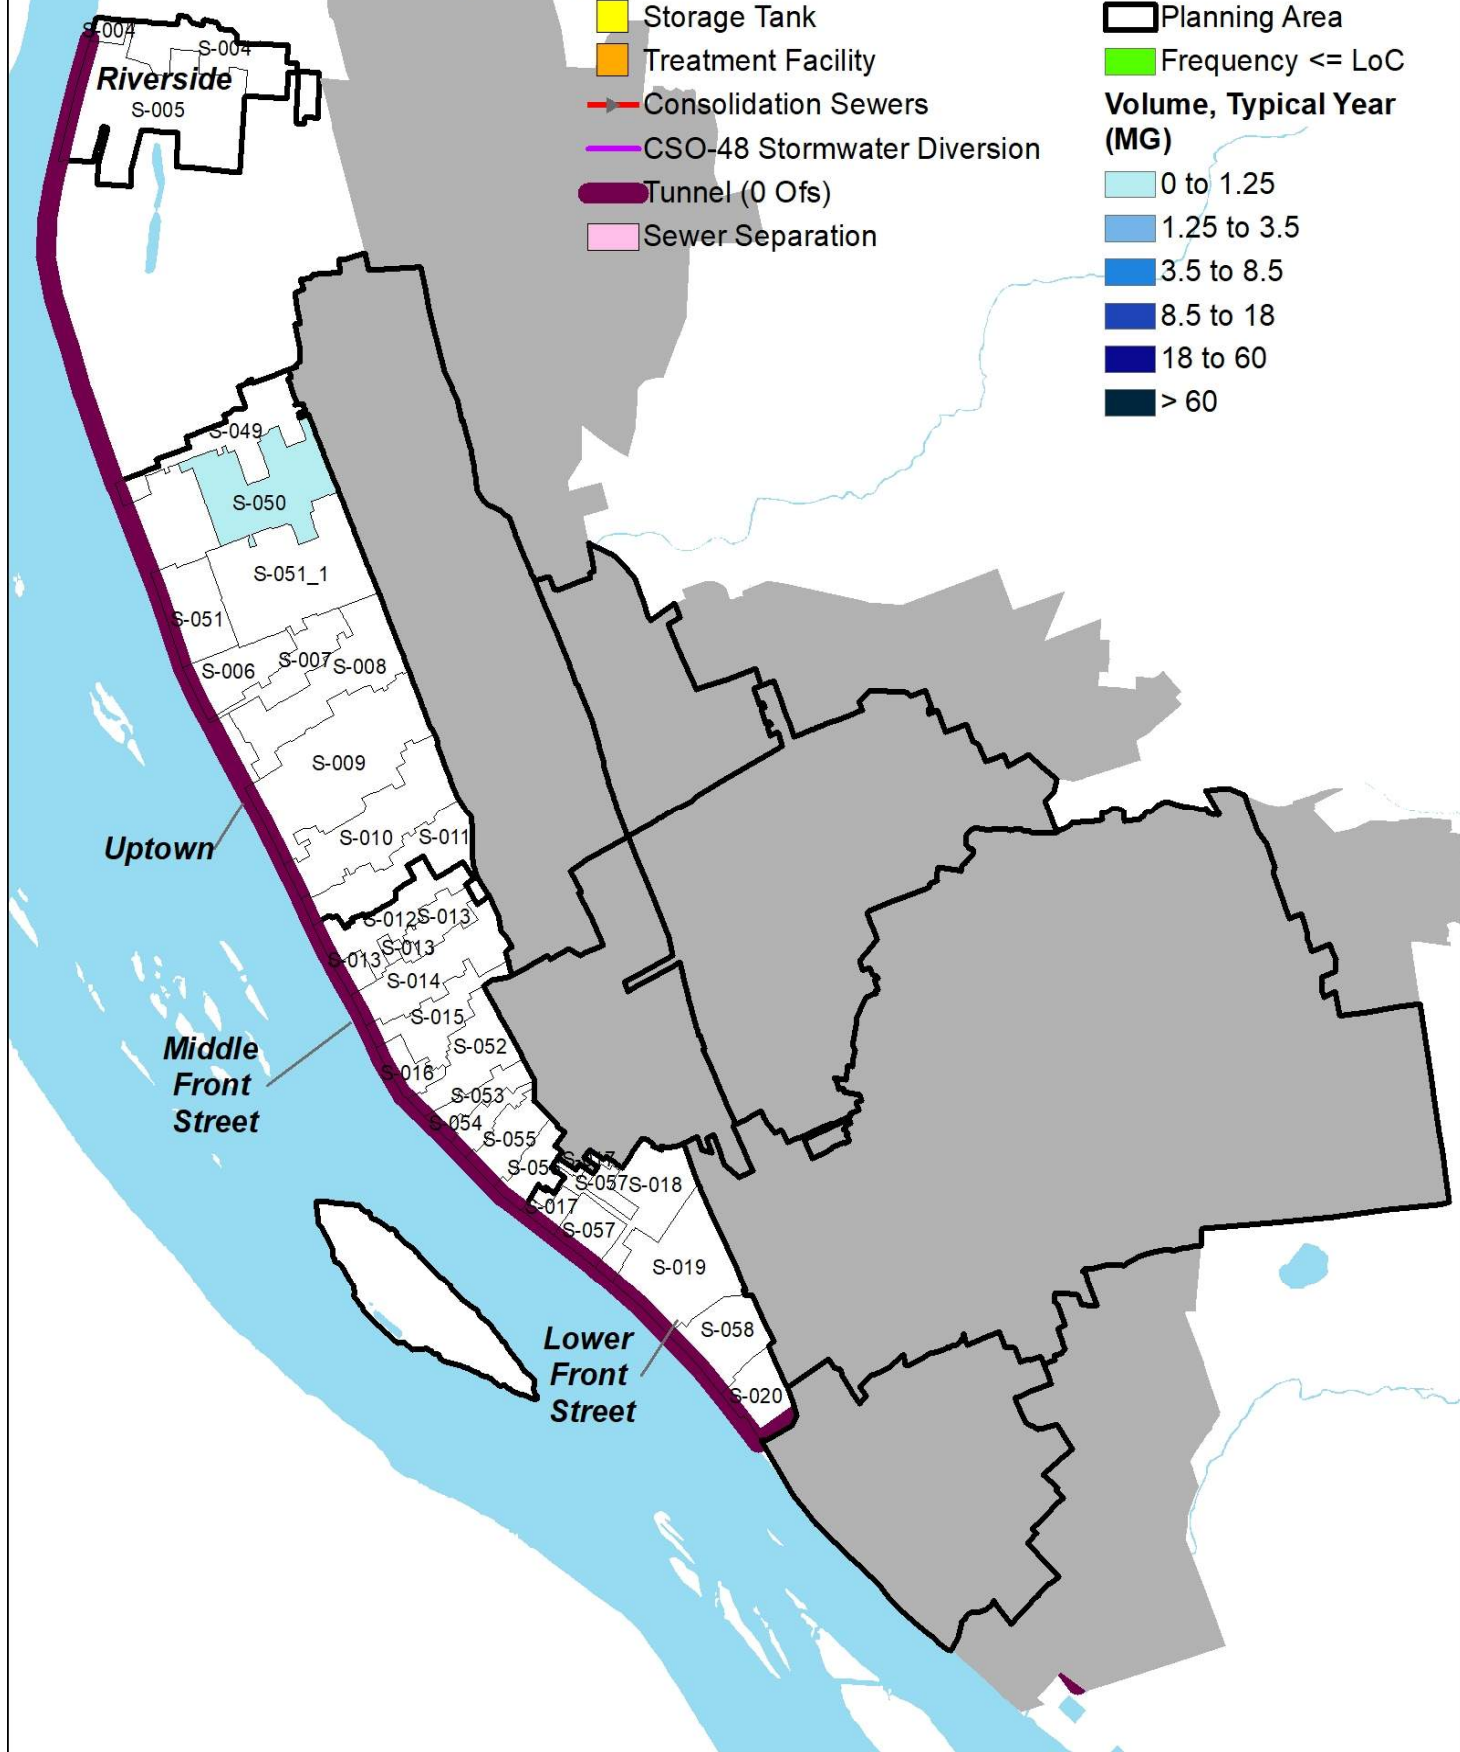 Storage Tank
Treatment Facility
Consolidation Sewers
CSO-48 Stormwater Diversion
Tunnel (0 Ofs)
Sewer Separation
Planning Area
Frequency <= LoC
Volume, Typical Year
(MG)
0 to 1.25
1.25 to 3.5
3.5 to 8.5
8.5 to 18
18 to 60
> 60
S-004
S-004
Riverside
S-005
S-049
S-050
S-051_1
S-051
S-006
S-007
S-008
S-009
Uptown
S-010
S-011
S-012
S-013
S-013
S-013
S-014
S-015
Middle
Front
Street
S-052
S-016
S-053
S-054
S-055
S-017
S-057
S-018
S-017
S-057
S-019
S-058
Lower
Front
Street
S-020